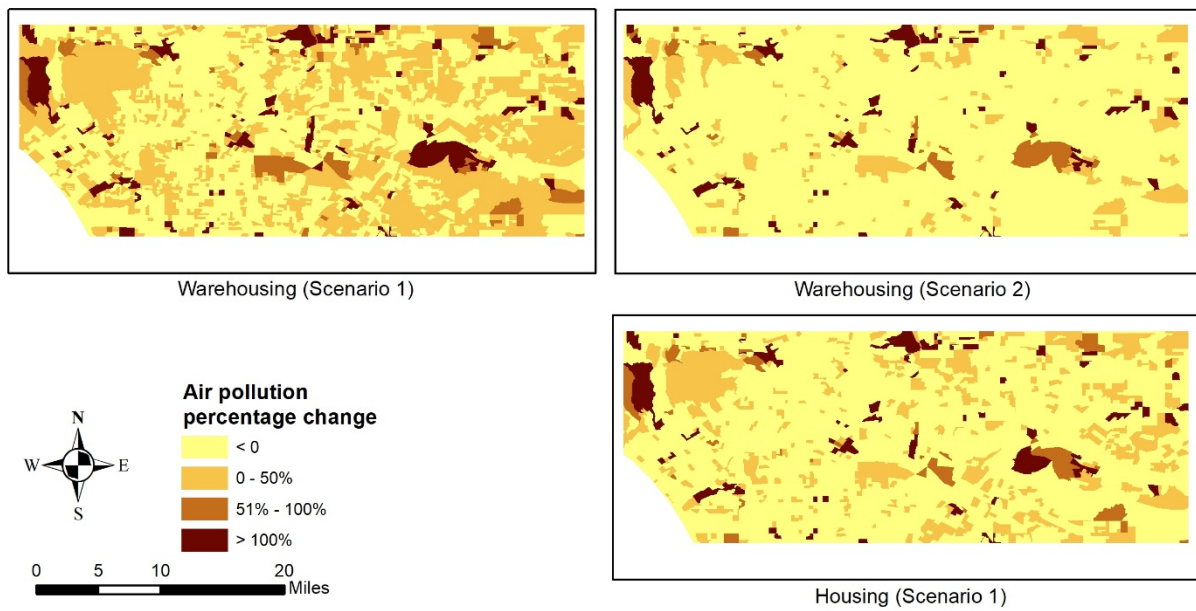 Warehousing (Scenario 1)
Warehousing (Scenario 2)
Air pollution
percentage change
< 0
0 - 50%
51% - 100%
> 100%
N
W E
S
0 5 10 20
Miles
Housing (Scenario 1)